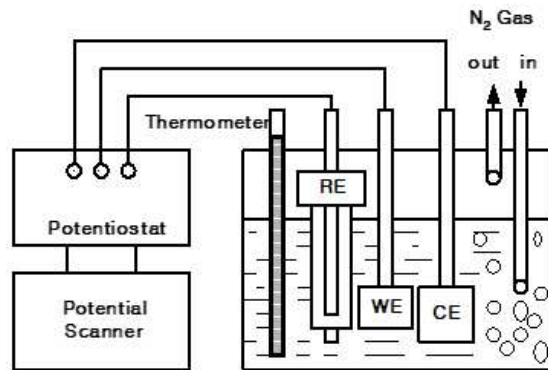 N2 Gas
out in
Thermometer
RE
Potentiostat
WE
CE
Potential
Scanner